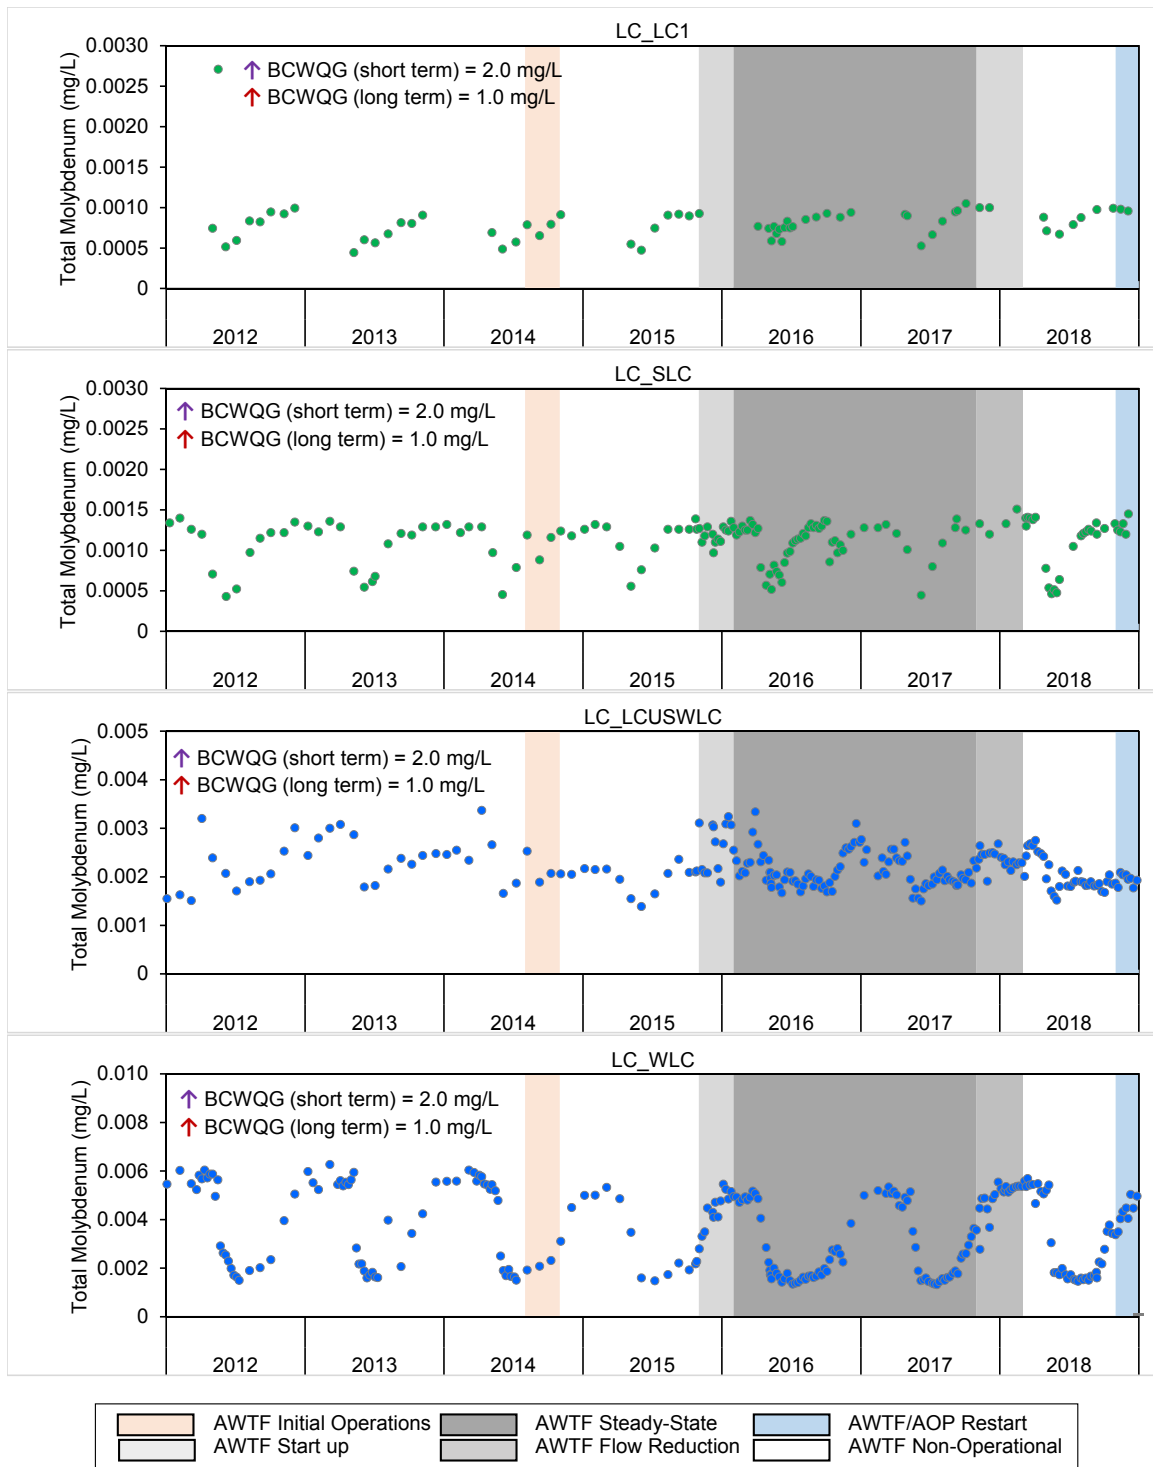 LC_LC1
Total Molybdenum (mg/L)
0.0030
0.0025
0.0020
0.0015
0.0010
0.0005
0
↑ BCWQG (short term) = 2.0 mg/L
↑ BCWQG (long term) = 1.0 mg/L
2012 2013 2014 2015 2016 2017 2018
LC_SLC
Total Molybdenum (mg/L)
0.0030
0.0025
0.0020
0.0015
0.0010
0.0005
0
↑ BCWQG (short term) = 2.0 mg/L
↑ BCWQG (long term) = 1.0 mg/L
2012 2013 2014 2015 2016 2017 2018
LC_LCUSWLC
Total Molybdenum (mg/L)
0.005
0.004
0.003
0.002
0.001
0
↑ BCWQG (short term) = 2.0 mg/L
↑ BCWQG (long term) = 1.0 mg/L
2012 2013 2014 2015 2016 2017 2018
LC_WLC
Total Molybdenum (mg/L)
0.010
0.008
0.006
0.004
0.002
0
↑ BCWQG (short term) = 2.0 mg/L
↑ BCWQG (long term) = 1.0 mg/L
2012 2013 2014 2015 2016 2017 2018
AWTF Initial Operations AWTF Steady-State AWTF/AOP Restart
AWTF Start up AWTF Flow Reduction AWTF Non-Operational